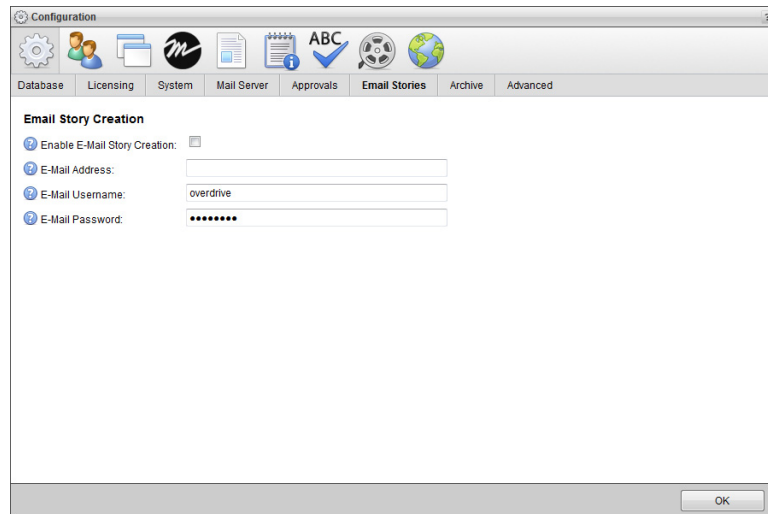 Configuration
ABC
Database Licensing System Mail Server Approvals Email Stories Archive Advanced
Email Story Creation
Enable E-Mail Story Creation:
E-Mail Address:
E-Mail Username: overdrive
E-Mail Password: ••••••••
OK